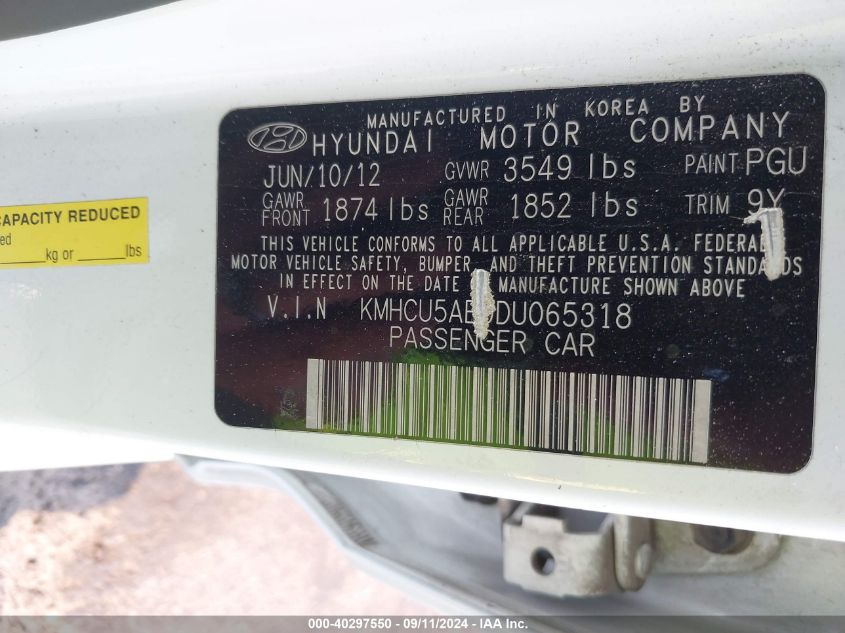 MANUFACTURED IN KOREA BY
HYUNDAI MOTOR COMPANY
JUN/10/12 GVWR 3549 lbs PAINT PGU
GAWR FRONT 1874 lbs GAWR REAR 1852 lbs TRIM 9Y
THIS VEHICLE CONFORMS TO ALL APPLICABLE U.S.A. FEDERAL
MOTOR VEHICLE SAFETY, BUMPER, AND THEFT PREVENTION STANDARDS
IN EFFECT ON THE DATE MANUFACTURE SHOWN ABOVE
V.I.N
PASSENGER CAR
CAPACITY REDUCED
kg or lbs
000-40297550 - 09/11/2024 - IAA Inc.